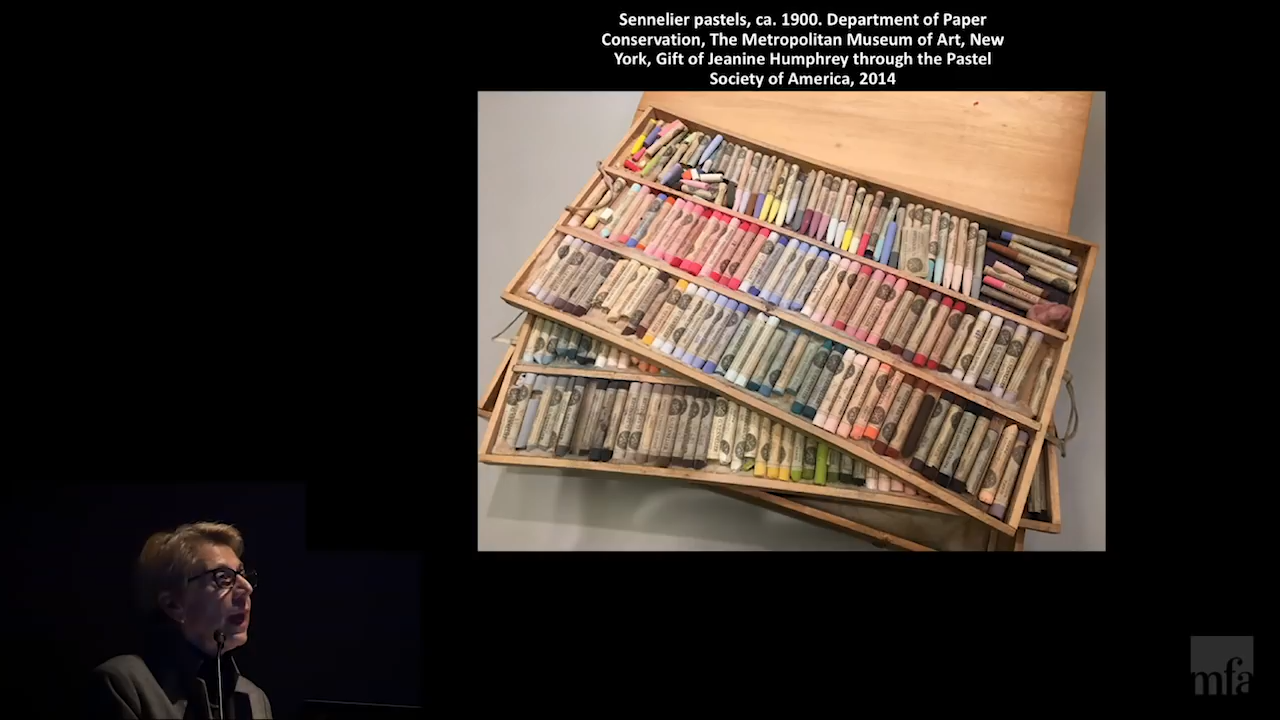 Sennelier pastels, ca. 1900. Department of Paper
Conservation, The Metropolitan Museum of Art, New
York, Gift of Jeanine Humphrey through the Pastel
Society of America, 2014
mfa